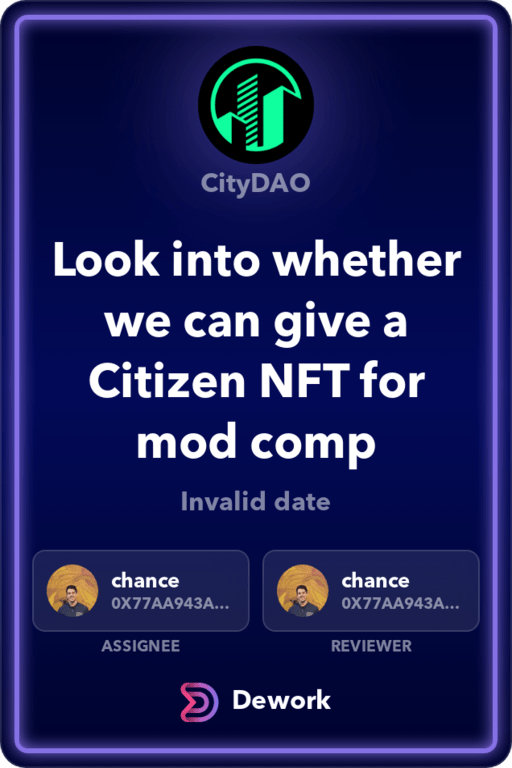 CityDAO
Look into whether
we can give a
Citizen NFT for
mod comp
Invalid date
chance
0X77AA943A...
ASSIGNEE
chance
0X77AA943A...
REVIEWER
Dework